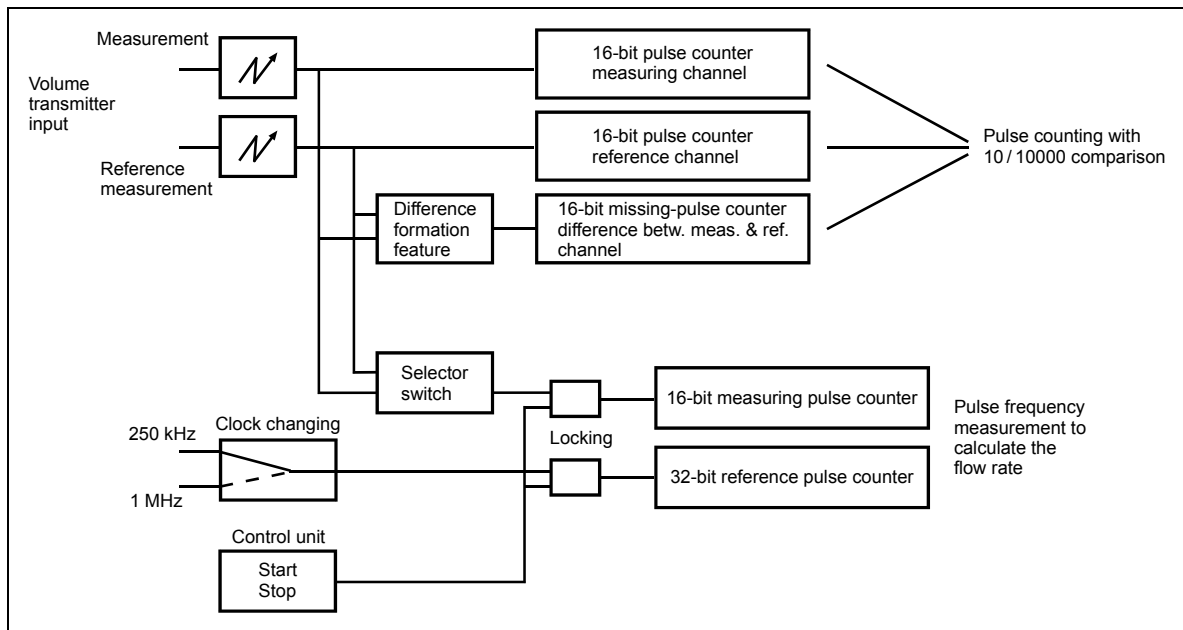 Measurement
Volume
transmitter
input
Reference
measurement
16-bit pulse counter
measuring channel
16-bit pulse counter
reference channel
Difference
formation
feature
16-bit missing-pulse counter
difference betw. meas. & ref.
channel
Pulse counting with
10 / 10000 comparison
Selector
switch
16-bit measuring pulse counter
250 kHz
Clock changing
Locking
1 MHz
32-bit reference pulse counter
Pulse frequency
measurement to
calculate the
flow rate
Control unit
Start
Stop